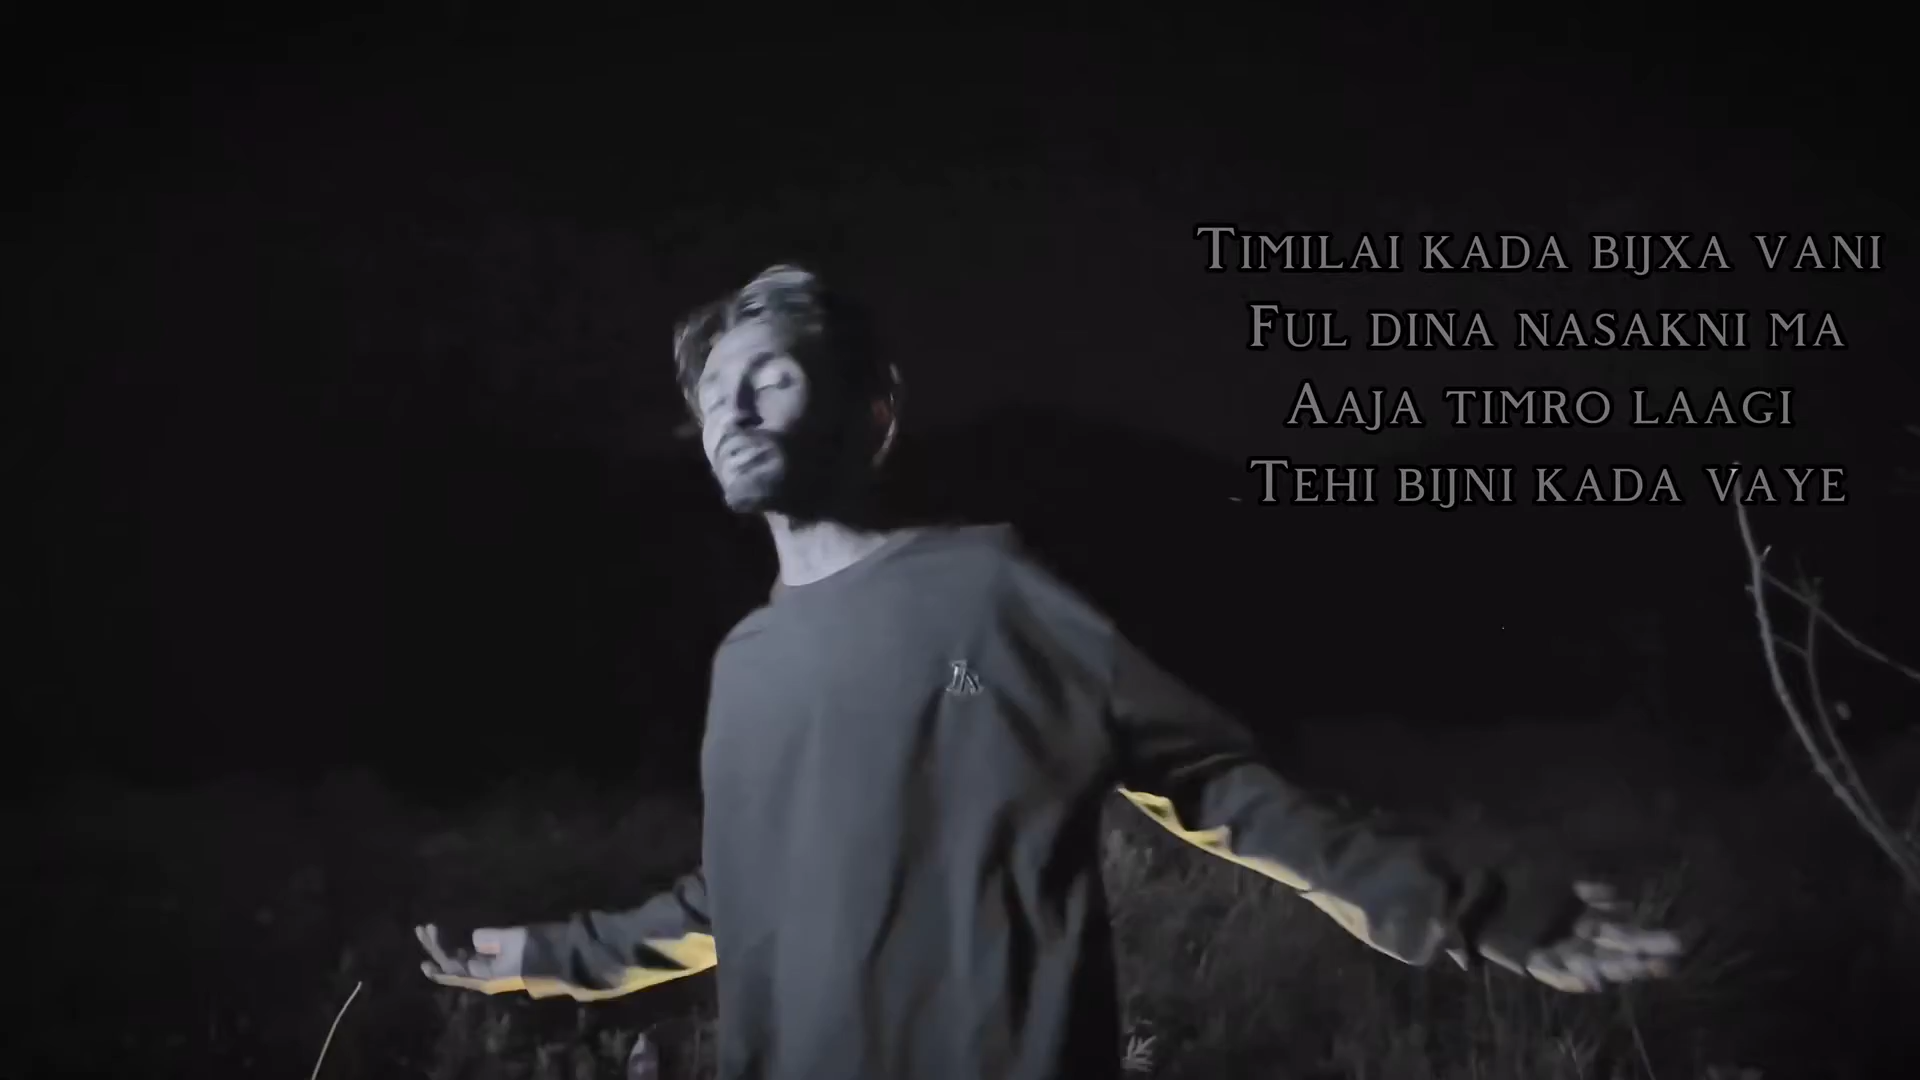 Timilai kada bijxa vani
Ful dina nasakni ma
Aaja timro laagi
Tehi bijni kada vaye